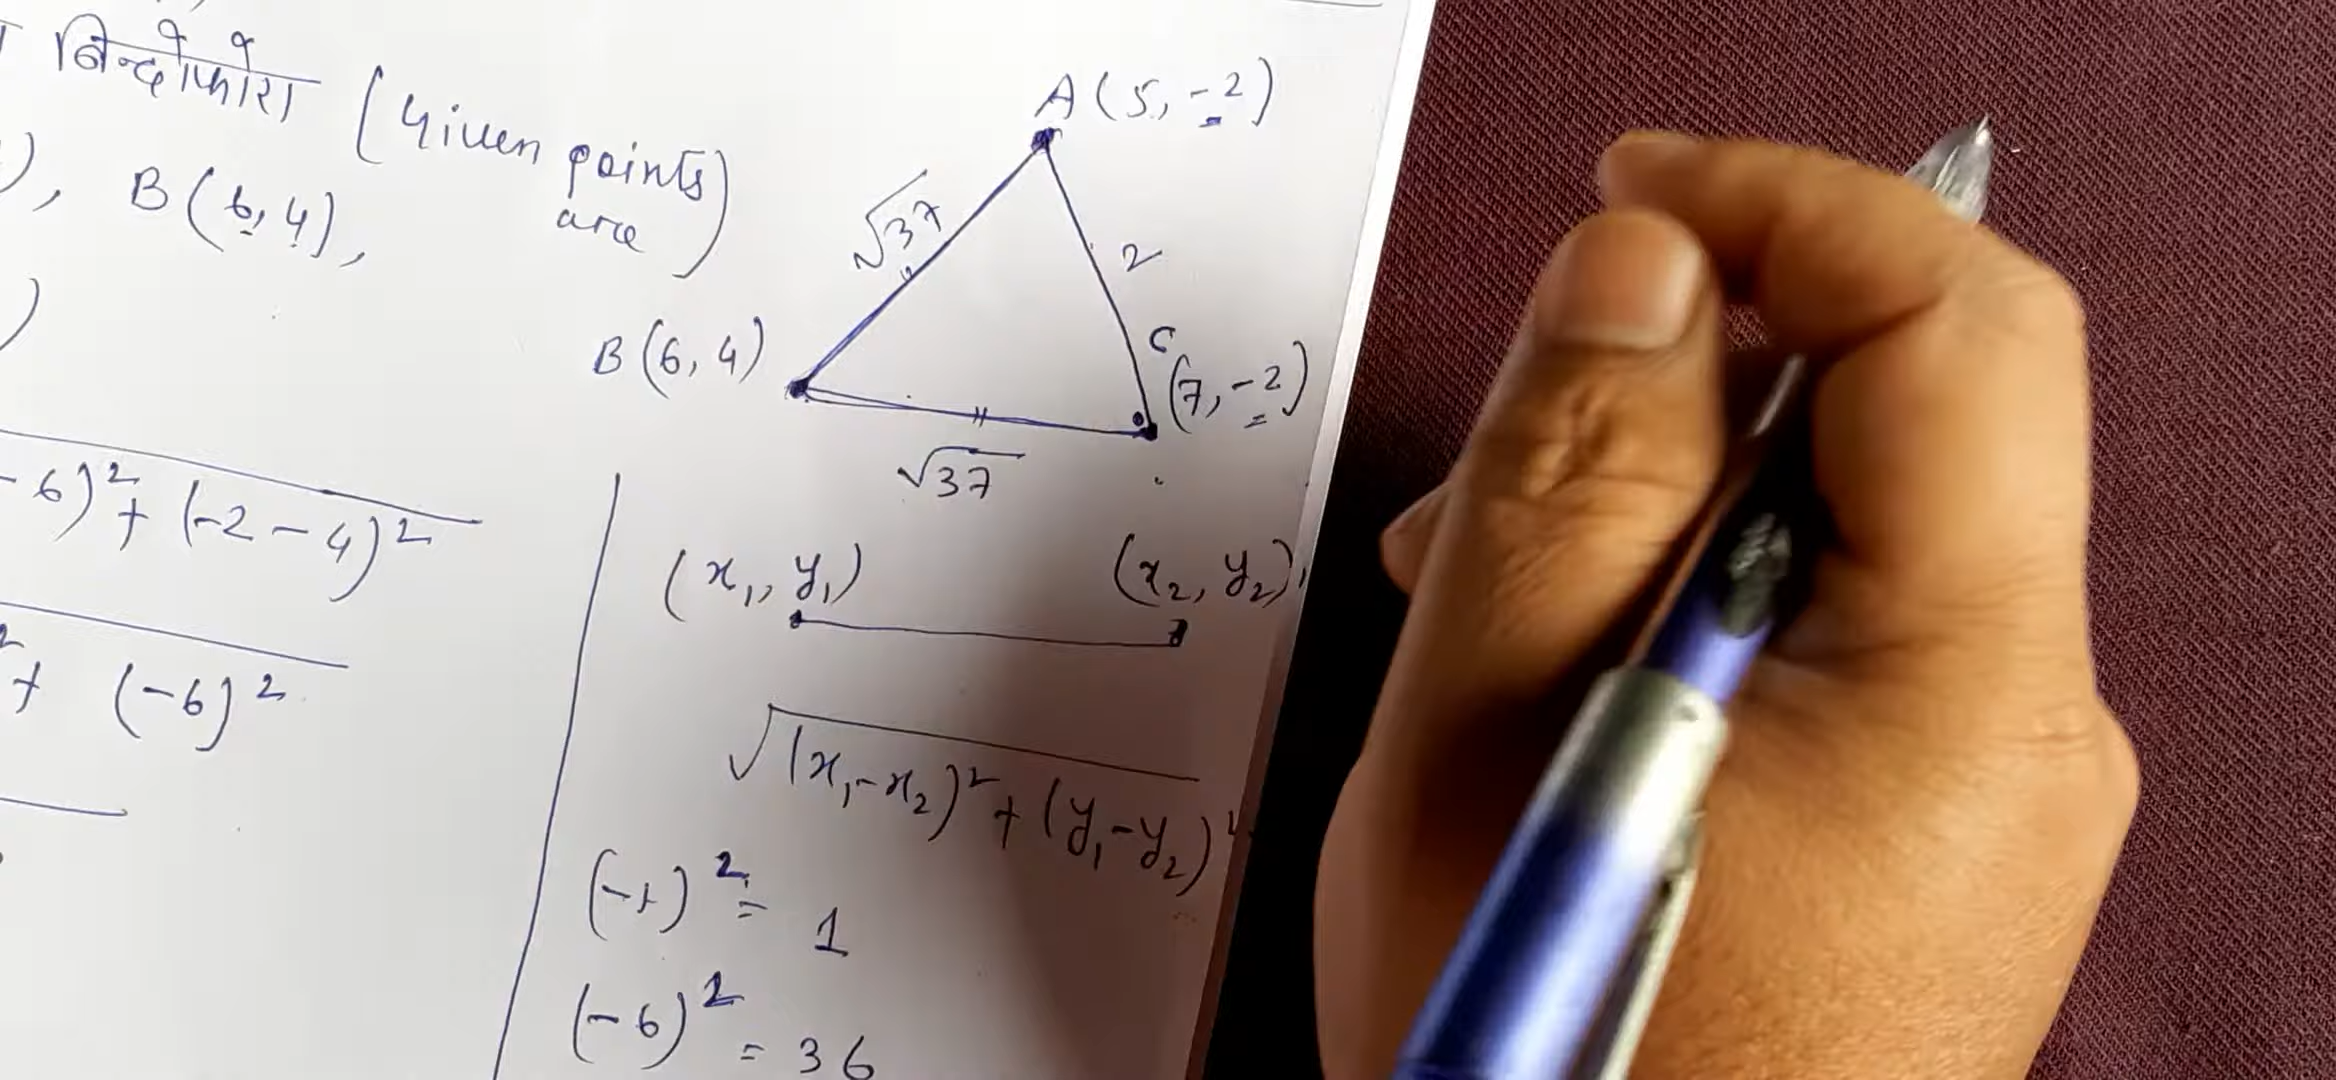 (Given points are)
), B(6, 4),
)
-6)² + (-2 - 4)²
² + (-6)²
A(5, -2)
√37
2
B(6, 4)
C
(7, -2)
√37
(x₁, y₁) (x₂, y₂)
√(x₁-x₂)² + (y₁-y₂)²
(-1)² = 1
(-6)² = 36